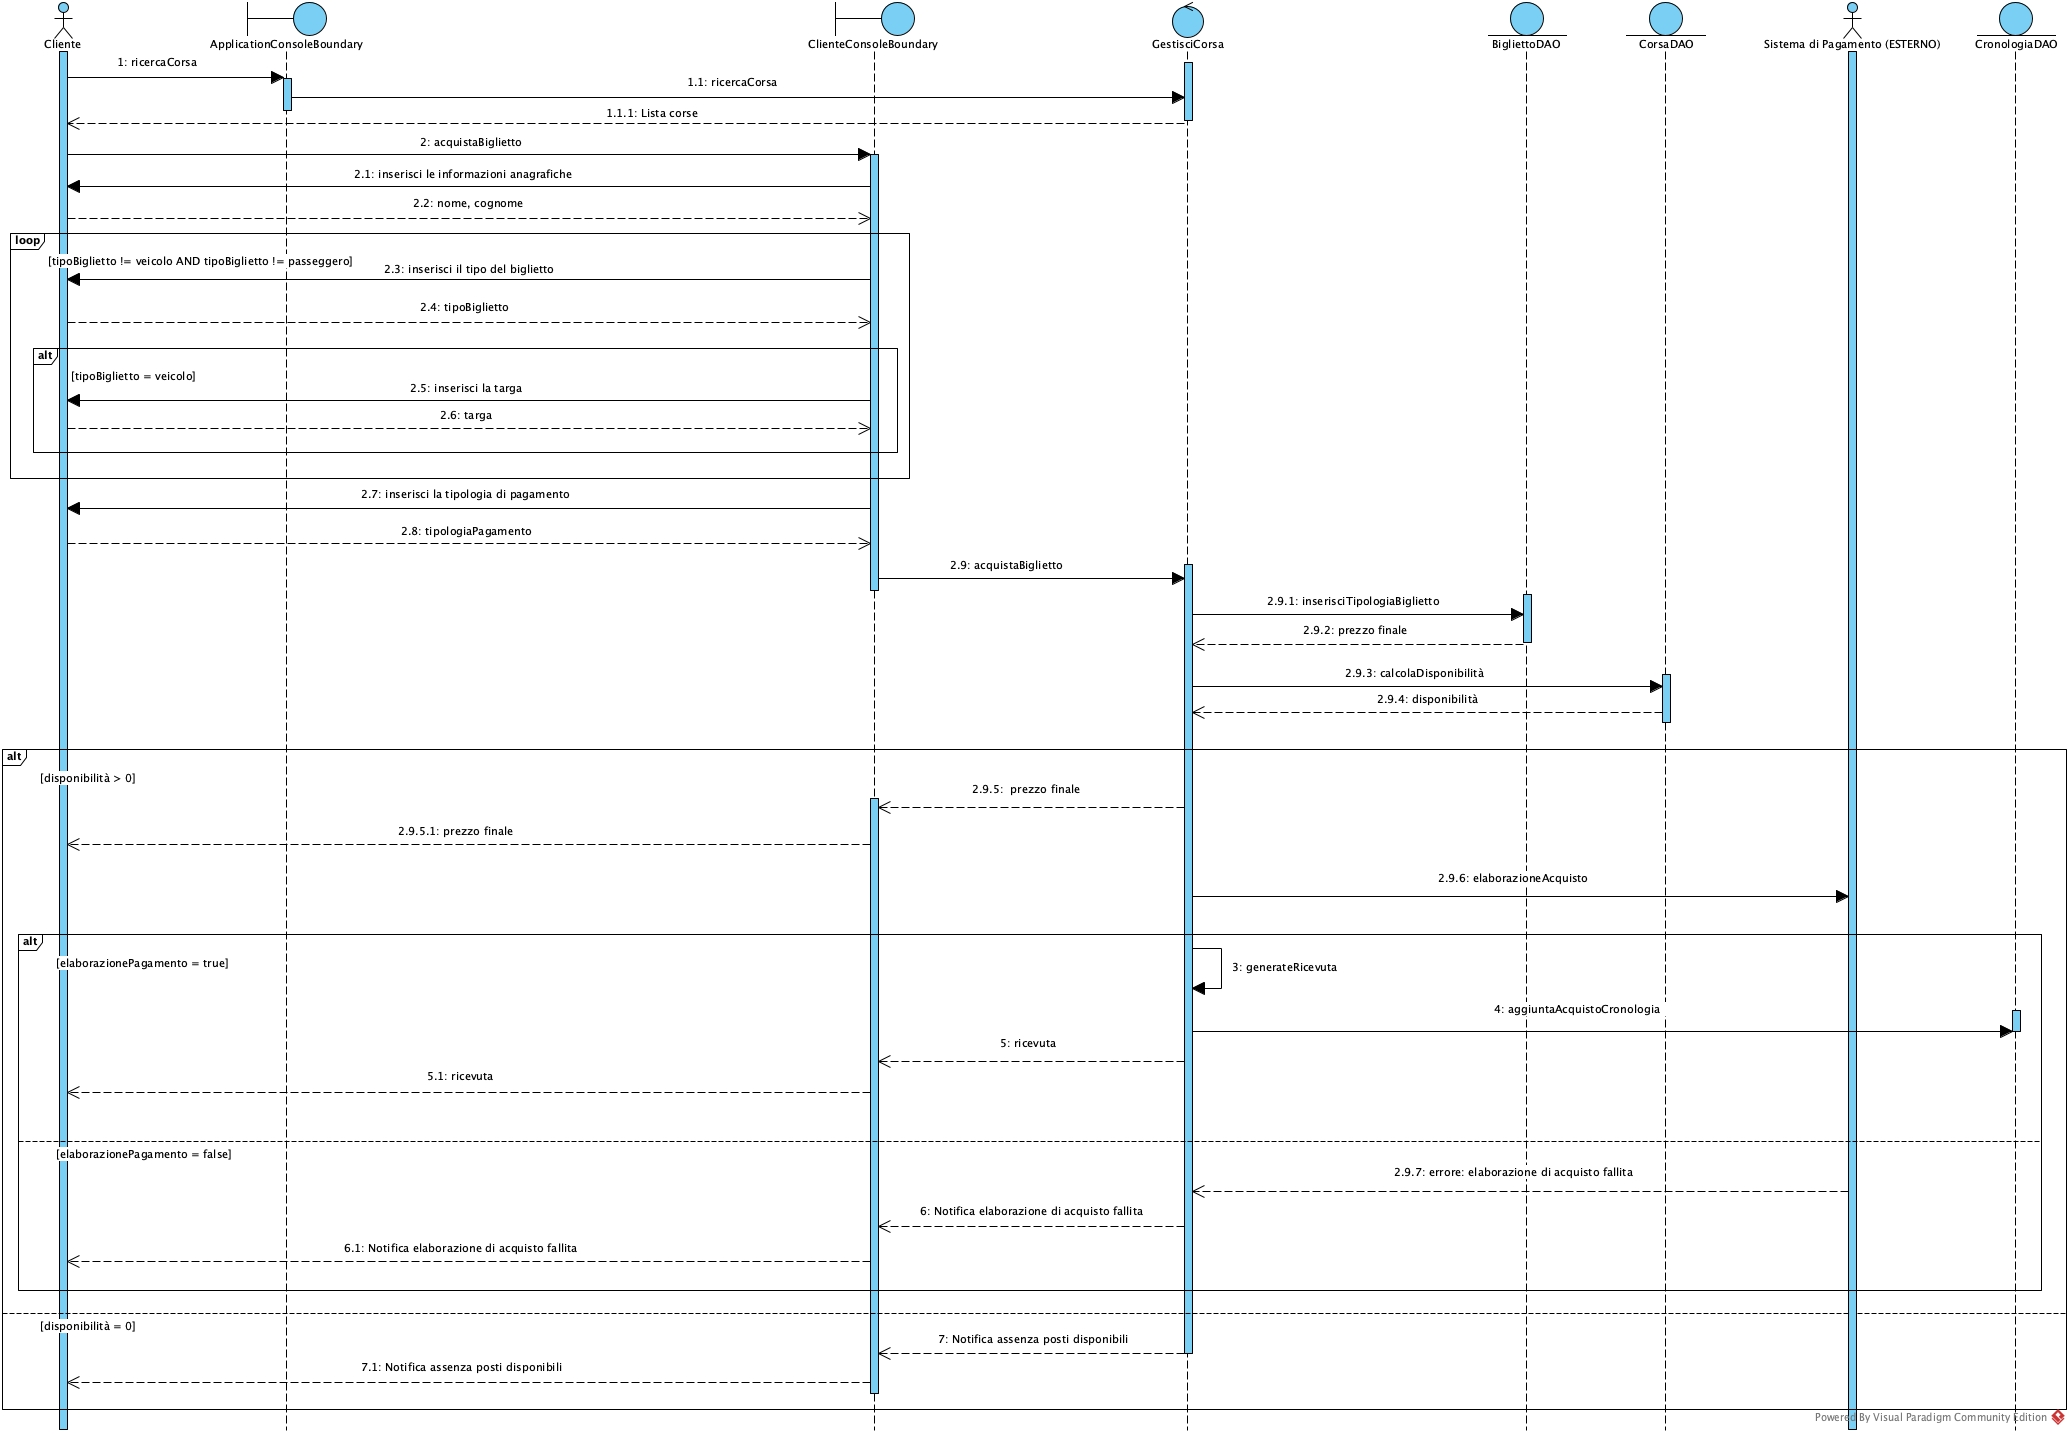 Cliente
ApplicationConsoleBoundary
ClienteConsoleBoundary
GestisciCorsa
BigliettoDAO
CorsaDAO
Sistema di Pagamento (ESTERNO)
CronologiaDAO
1: ricercaCorsa
1.1: ricercaCorsa
1.1.1: Lista corse
2: acquistaBiglietto
2.1: inserisci le informazioni anagrafiche
2.2: nome, cognome
loop
[tipoBiglietto != veicolo AND tipoBiglietto != passeggero]
2.3: inserisci il tipo del biglietto
2.4: tipoBiglietto
alt
[tipoBiglietto = veicolo]
2.5: inserisci la targa
2.6: targa
2.7: inserisci la tipologia di pagamento
2.8: tipologiaPagamento
2.9: acquistaBiglietto
2.9.1: inserisciTipologiaBiglietto
2.9.2: prezzo finale
2.9.3: calcolaDisponibilità
2.9.4: disponibilità
alt
[disponibilità > 0]
2.9.5: prezzo finale
2.9.5.1: prezzo finale
2.9.6: elaborazioneAcquisto
alt
[elaborazionePagamento = true]
3: generateRicevuta
4: aggiuntaAcquistoCronologia
5: ricevuta
5.1: ricevuta
[elaborazionePagamento = false]
2.9.7: errore: elaborazione di acquisto fallita
6: Notifica elaborazione di acquisto fallita
6.1: Notifica elaborazione di acquisto fallita
[disponibilità = 0]
7: Notifica assenza posti disponibili
7.1: Notifica assenza posti disponibili
Powered By Visual Paradigm Community Edition